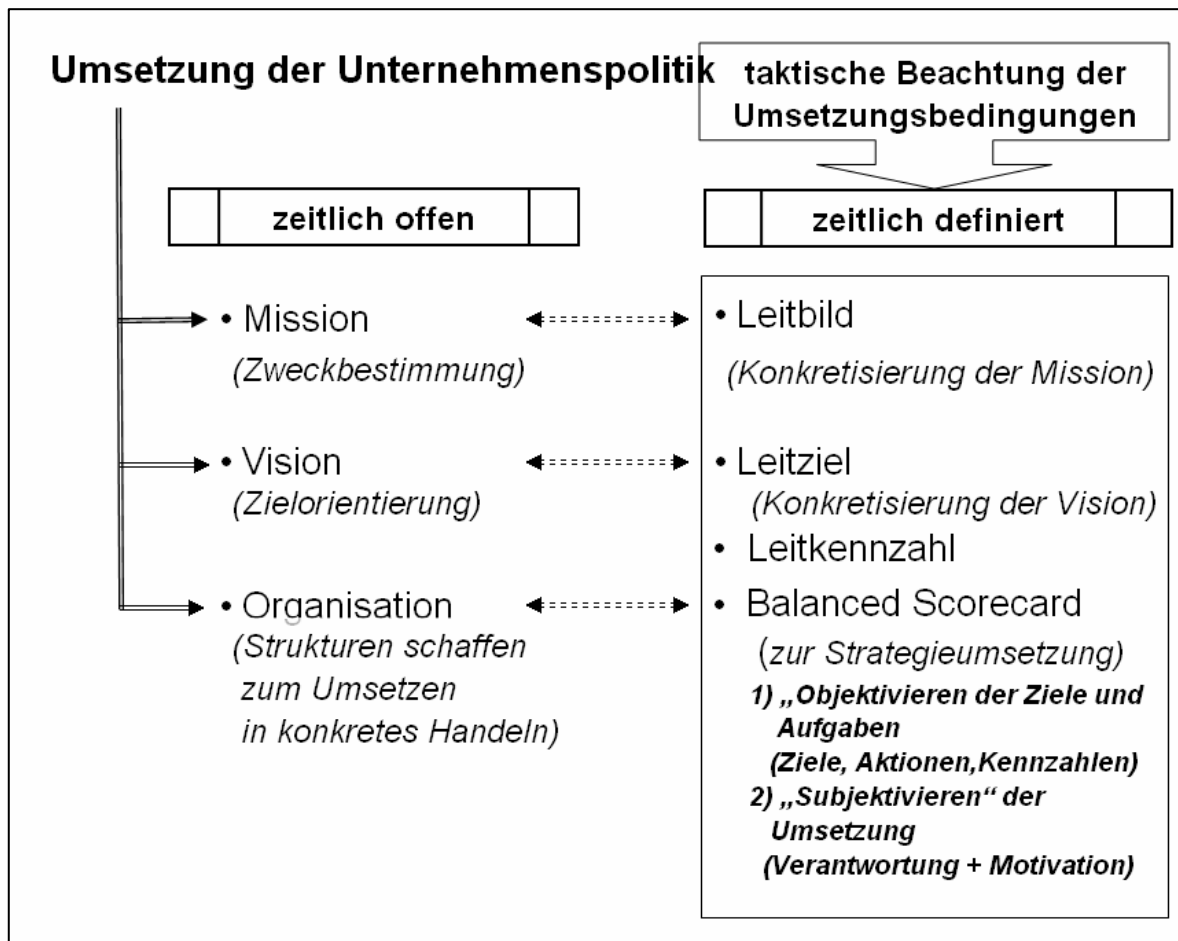 Umsetzung der Unternehmenspolitik
taktische Beachtung der
Umsetzungsbedingungen
zeitlich offen
zeitlich definiert
• Mission
(Zweckbestimmung)
• Leitbild
(Konkretisierung der Mission)
• Vision
(Zielorientierung)
• Leitziel
(Konkretisierung der Vision)
• Leitkennzahl
• Organisation
(Strukturen schaffen
zum Umsetzen
in konkretes Handeln)
• Balanced Scorecard
(zur Strategieumsetzung)
1) „Objektivieren der Ziele und
Aufgaben
(Ziele, Aktionen,Kennzahlen)
2) „Subjektivieren“ der
Umsetzung
(Verantwortung + Motivation)